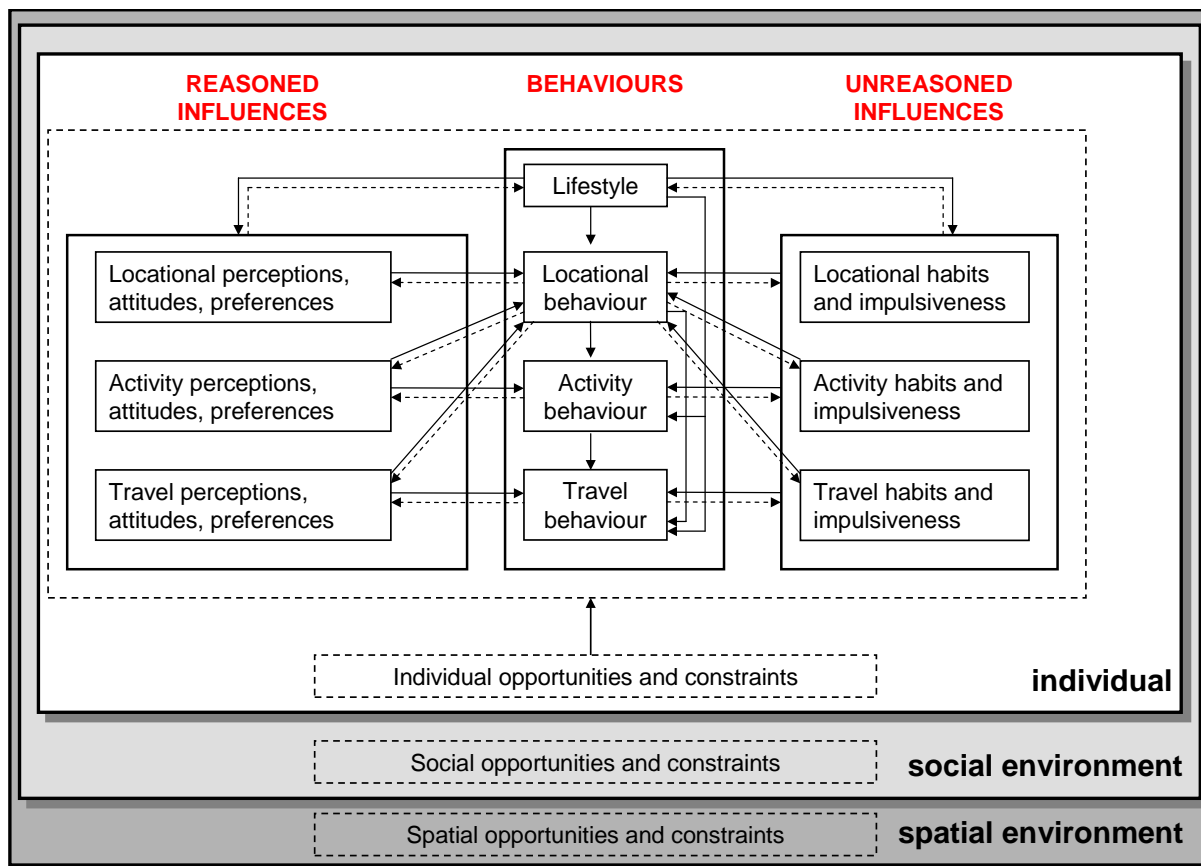 REASONED
INFLUENCES
BEHAVIOURS
UNREASONED
INFLUENCES
Lifestyle
Locational perceptions,
attitudes, preferences
Locational
behaviour
Locational habits
and impulsiveness
Activity perceptions,
attitudes, preferences
Activity
behaviour
Activity habits and
impulsiveness
Travel perceptions,
attitudes, preferences
Travel
behaviour
Travel habits and
impulsiveness
Individual opportunities and constraints
individual
Social opportunities and constraints
social environment
Spatial opportunities and constraints
spatial environment